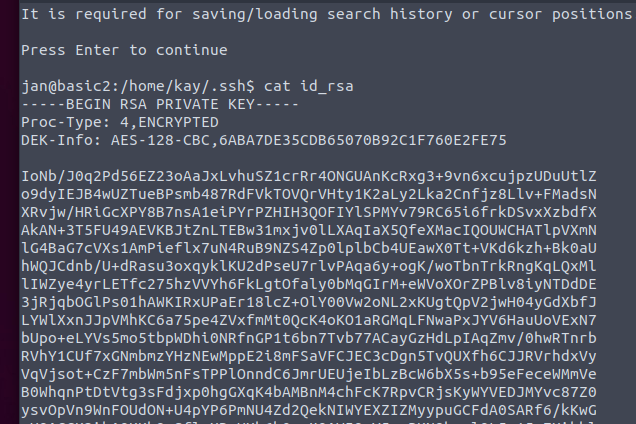 It is required for saving/loading search history or cursor positions
Press Enter to continue
jan@basic2:/home/kay/.ssh$ cat id_rsa
-----BEGIN RSA PRIVATE KEY-----
Proc-Type: 4,ENCRYPTED
DEK-Info: AES-128-CBC,6ABA7DE35CDB65070B92C1F760E2FE75
IoNb/J0q2Pd56EZ23oAaJxLvhuSZ1crRr4ONGUAnKcRxg3+9vn6xcujpzUDuUtlZ
o9dyIEJB4wUZTueBPsmb487RdFVkTOVQrVHty1K2aLy2Lka2Cnfjz8Llv+FMadsN
XRvjw/HRiGcXPY8B7nsA1eiPYrPZHIH3QOFIYlSPMYv79RC65i6frkDSvxXzbdfX
AkAN+3T5FU49AEVKBJtZnLTEBw31mxjv0lLXAqIaX5QfeXMacIQOUWCHATlpVXmN
lG4BaG7cVXs1AmPieflx7uN4RuB9NZS4Zp0lplbCb4UEawX0Tt+VKd6kzh+Bk0aU
hWQJCdnb/U+dRasu3oxqyklKU2dPseU7rlvPAqa6y+ogK/woTbnTrkRngKqLQxMl
lIWZye4yrLETfc275hzVVYh6FkLgtOfaly0bMqGIrM+eWVoXOrZPBlv8iyNTDdDE
3jRjqbOGlPs01hAWKIRxUPaEr18lcZ+OlY00Vw2oNL2xKUgtQpV2jwH04yGdXbfJ
LYWlXxnJJpVMhKC6a75pe4ZVxfmMt0QcK4oKO1aRGMqLFNwaPxJYV6HauUoVExN7
bUpo+eLYVs5mo5tbpWDhi0NRfnGP1t6bn7Tvb77ACayGzHdLpIAqZmv/0hwRTnrb
RVhY1CUf7xGNmbmzYHzNEwMppE2i8mFSaVFCJEC3cDgn5TvQUXfh6CJJRVrhdxVy
VqVjsot+CzF7mbWm5nFsTPPlOnndC6JmrUEUjeIbLzBcW6bX5s+b95eFeceWMmVe
B0WhqnPtDtVtg3sFdjxp0hgGXqK4bAMBnM4chFcK7RpvCRjsKyWYVEDJMYvc87Z0
ysvOpVn9WnFOUdON+U4pYP6PmNU4Zd2QekNIWYEXZIZMyypuGCFdA0SARf6/kKwG